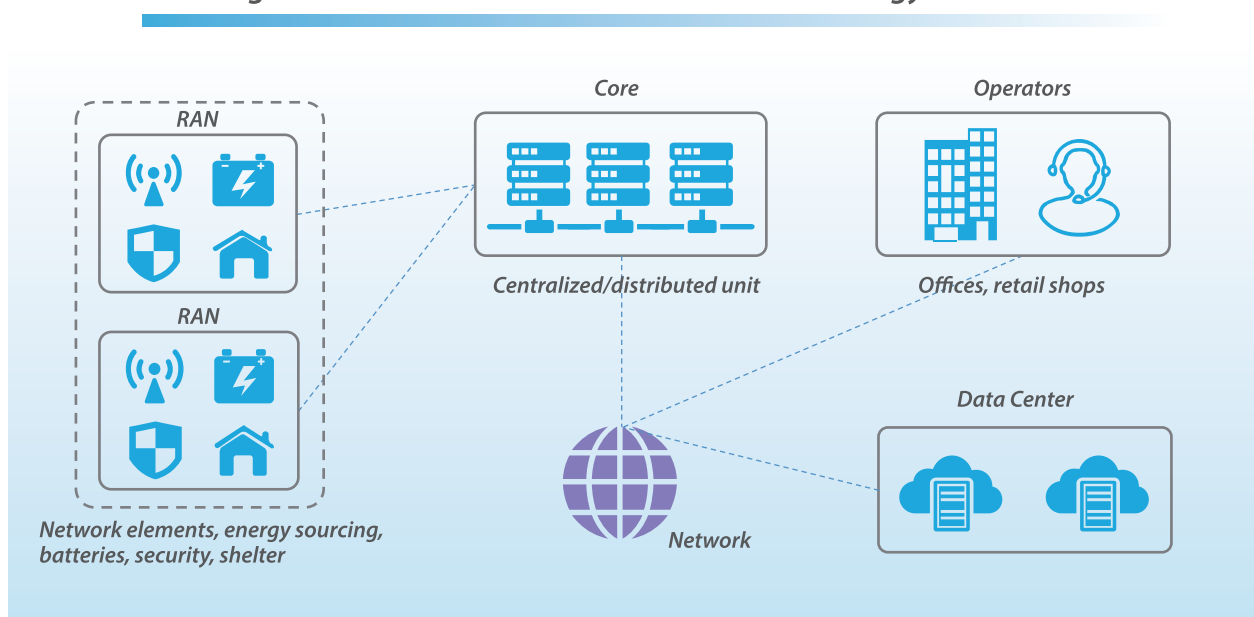 RAN
RAN
Network elements, energy sourcing,
batteries, security, shelter
Core
Centralized/distributed unit
Operators
Offices, retail shops
Data Center
Network